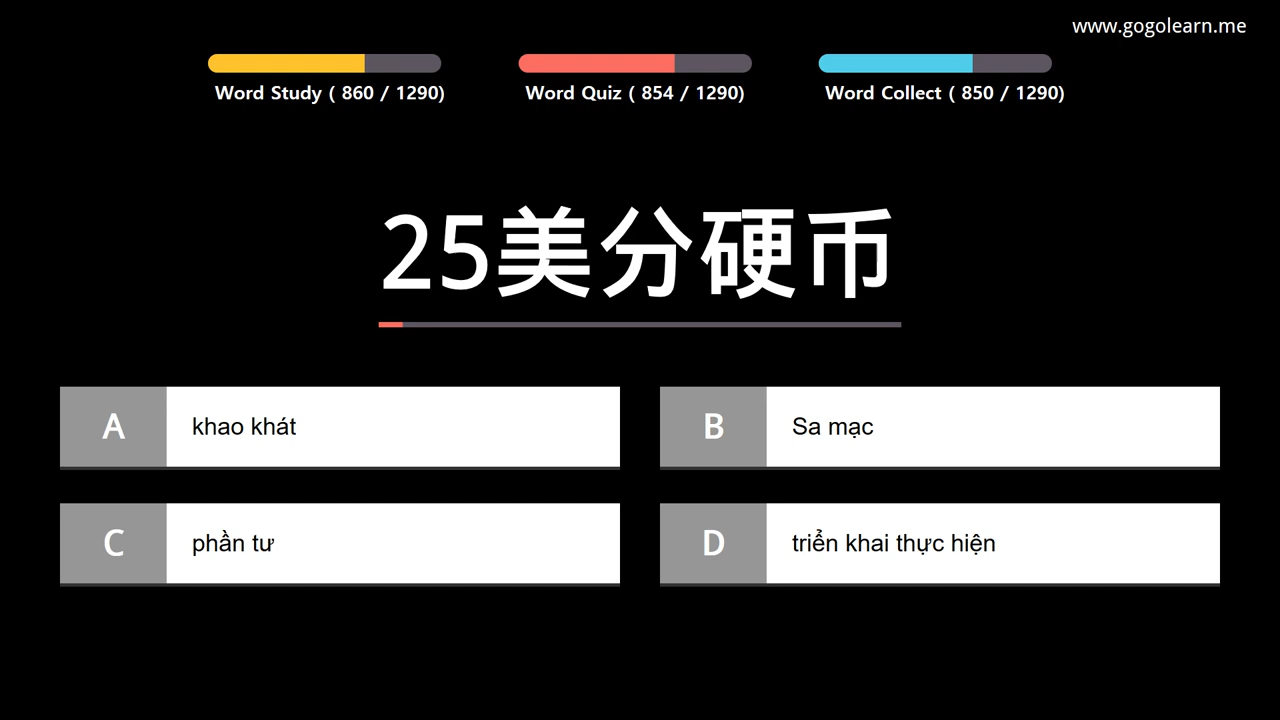 www.gogolearn.me
Word Study ( 860 / 1290)
Word Quiz ( 854 / 1290)
Word Collect ( 850 / 1290)
25美分硬币
A khao khát
B Sa mạc
C phần tư
D triển khai thực hiện